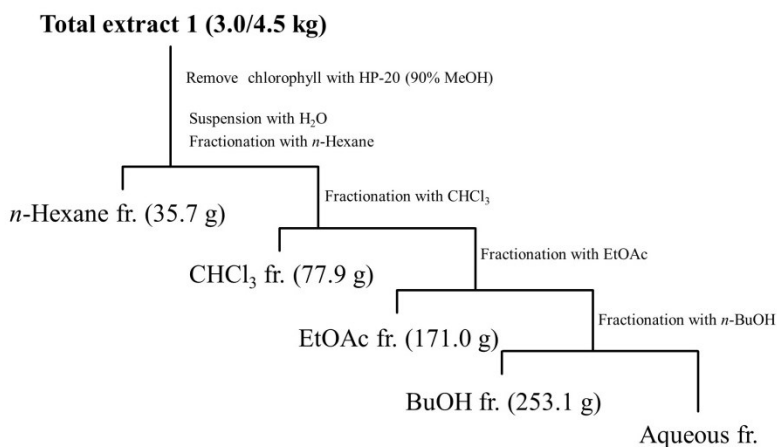 Total extract 1 (3.0/4.5 kg)
Remove chlorophyll with HP-20 (90% MeOH)
Suspension with H₂O
Fractionation with n-Hexane
n-Hexane fr. (35.7 g)
Fractionation with CHCl₃
CHCl₃ fr. (77.9 g)
Fractionation with EtOAc
EtOAc fr. (171.0 g)
Fractionation with n-BuOH
BuOH fr. (253.1 g)
Aqueous fr.